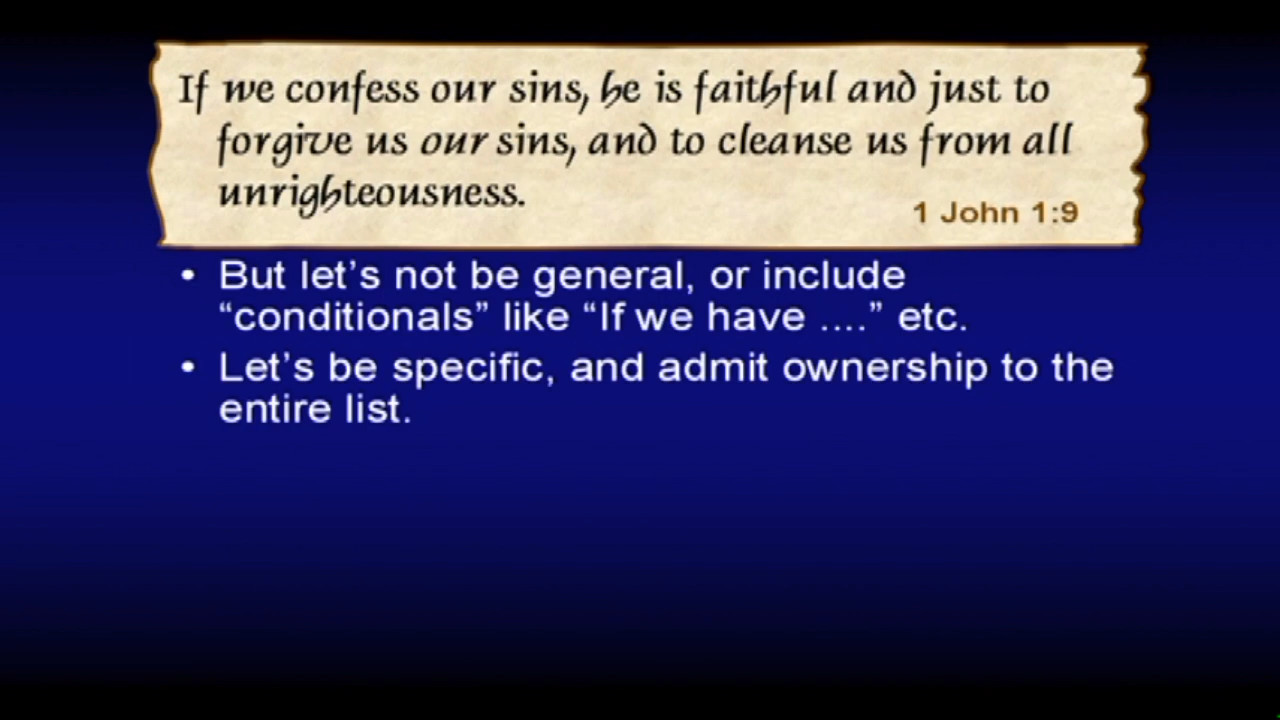 If we confess our sins, he is faithful and just to
forgive us our sins, and to cleanse us from all
unrighteousness.
1 John 1:9
• But let’s not be general, or include
“conditionals” like “If we have ....” etc.
• Let’s be specific, and admit ownership to the
entire list.